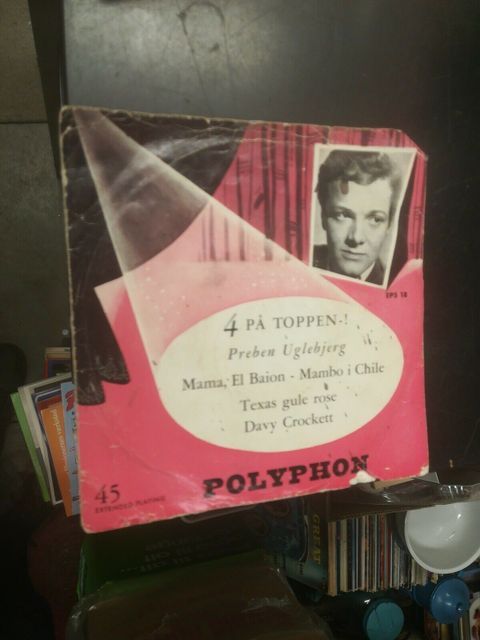 EPS 18
4 PÅ TOPPEN-!
Preben Uglebjerg
Mama, El Baion - Mambo i Chile
Texas gule rose
Davy Crockett
POLYPHON
45
EXTENDED PLAYING
GREAT